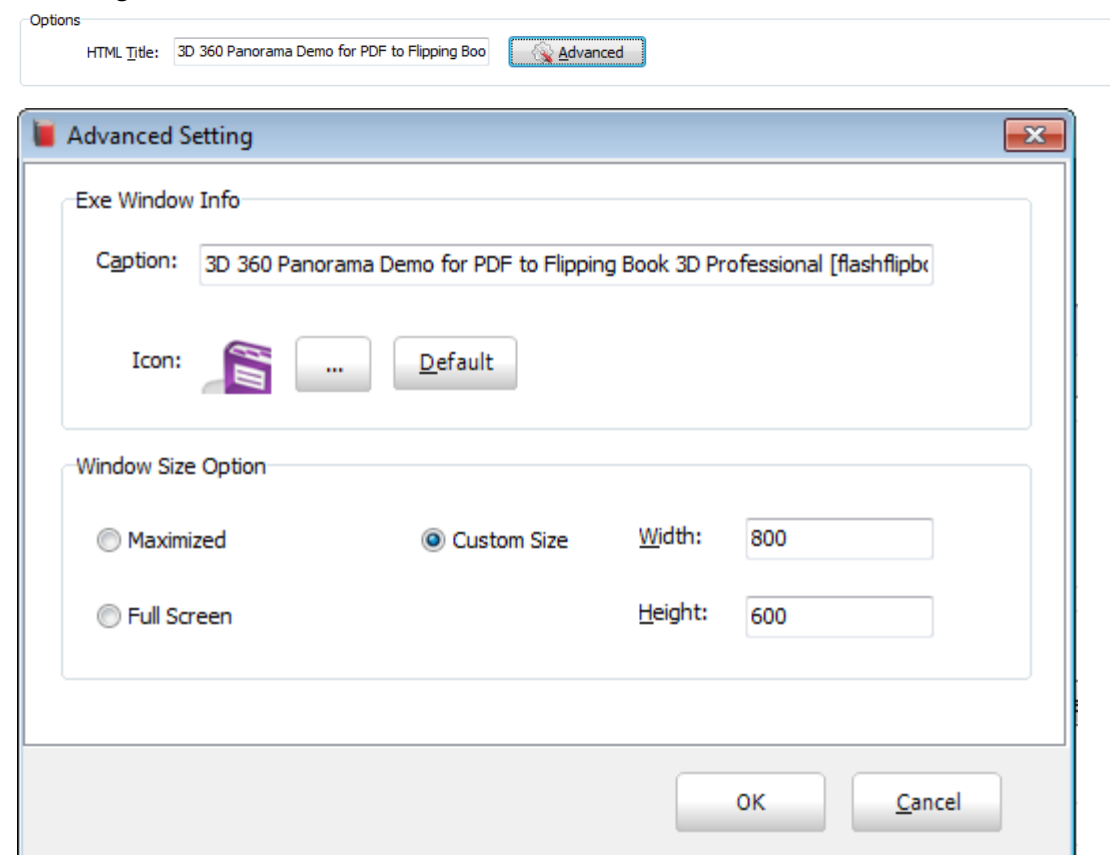 Options
HTML Title: 3D 360 Panorama Demo for PDF to Flipping Boo Advanced
Advanced Setting
Exe Window Info
Caption: 3D 360 Panorama Demo for PDF to Flipping Book 3D Professional [flashflipb
Icon: ... Default
Window Size Option
Maximized Custom Size Width: 800
Full Screen Height: 600
OK Cancel